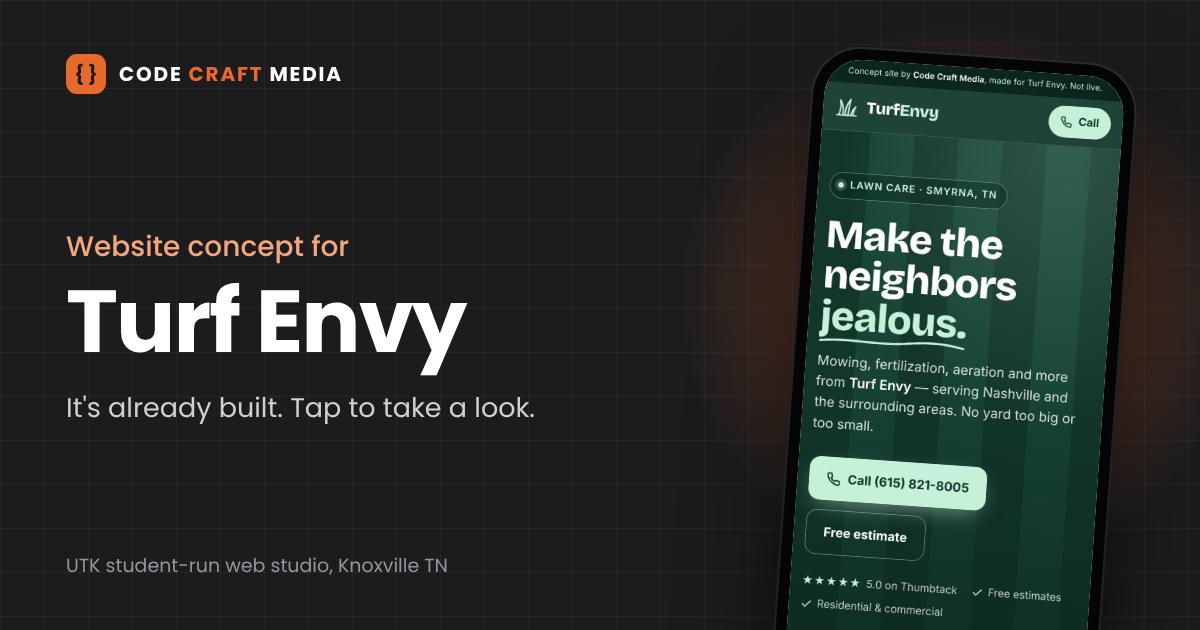 { } CODE CRAFT MEDIA
Website concept for
Turf Envy
It's already built. Tap to take a look.
UTK student-run web studio, Knoxville TN
Concept site by Code Craft Media, made for Turf Envy. Not live.
TurfEnvy
Call
LAWN CARE · SMYRNA, TN
Make the
neighbors
jealous.
Mowing, fertilization, aeration and more
from Turf Envy — serving Nashville and
the surrounding areas. No yard too big or
too small.
Call (615) 821-8005
Free estimate
★★★★★ 5.0 on Thumbtack ✓ Free estimates
✓ Residential & commercial